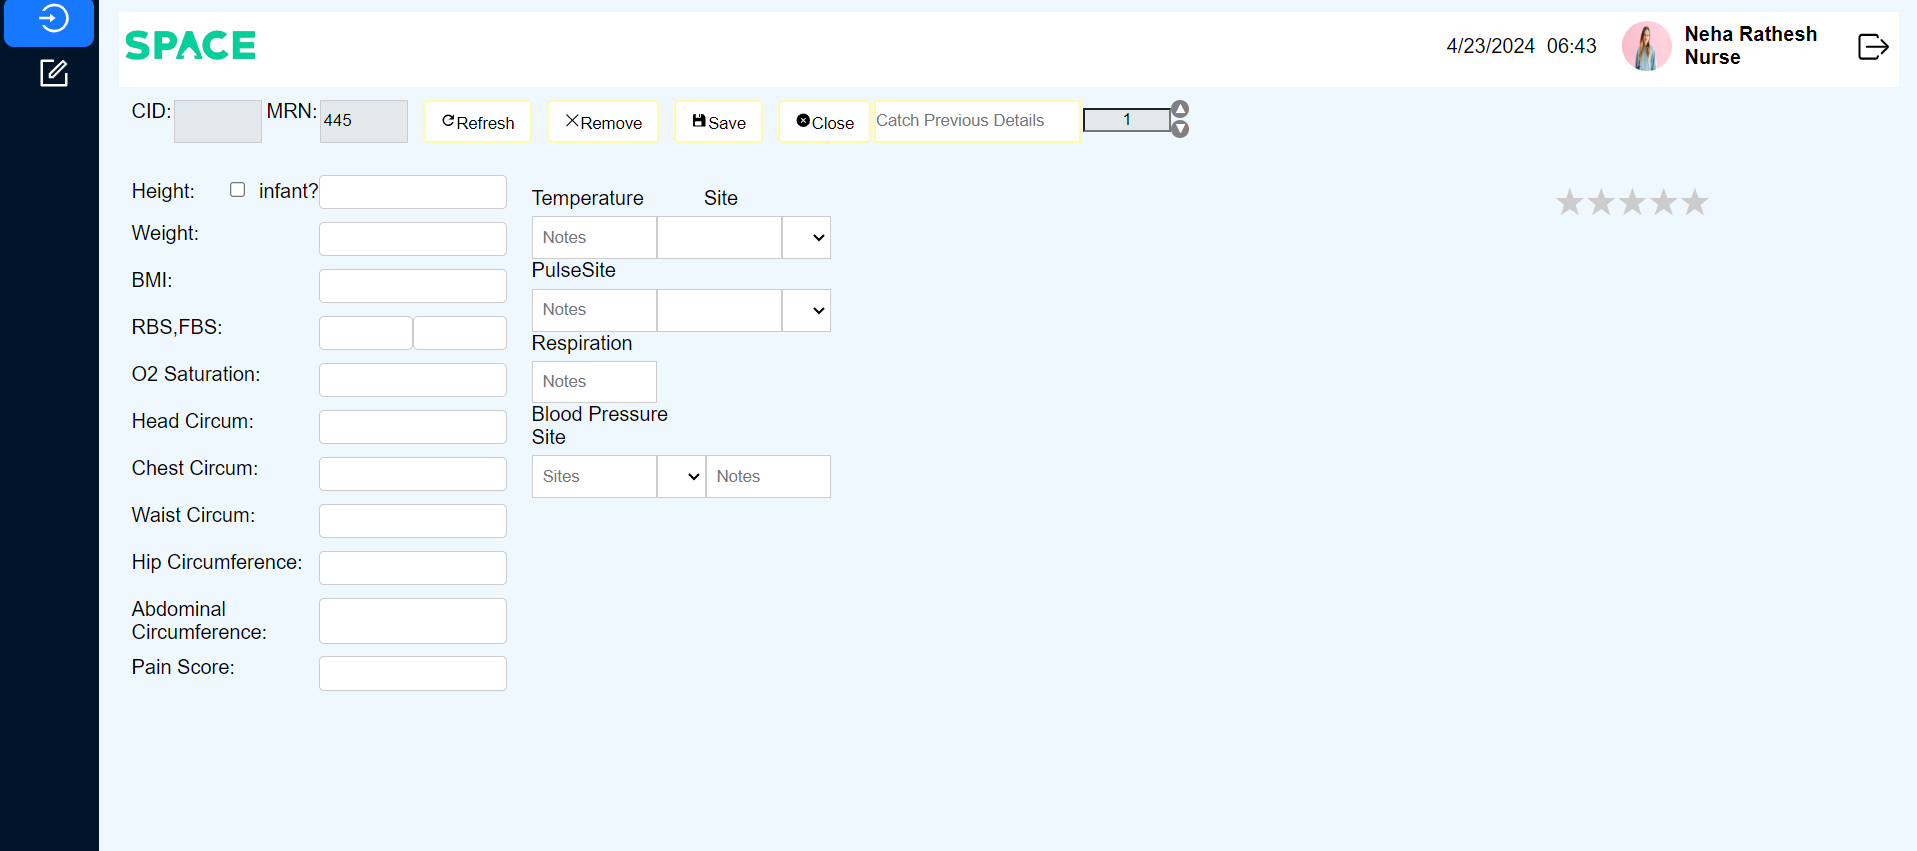 SPACE
4/23/2024 06:43
Neha Rathesh
Nurse
CID:
MRN: 445
Refresh
Remove
Save
Close
Catch Previous Details
1
Height: infant?
Weight:
BMI:
RBS,FBS:
O2 Saturation:
Head Circum:
Chest Circum:
Waist Circum:
Hip Circumference:
Abdominal
Circumference:
Pain Score:
Temperature Site
Notes
PulseSite
Notes
Respiration
Notes
Blood Pressure
Site
Sites Notes